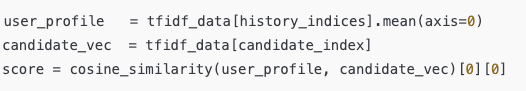 user_profile   = tfidf_data[history_indices].mean(axis=0)
candidate_vec  = tfidf_data[candidate_index]
score = cosine_similarity(user_profile, candidate_vec)[0][0]